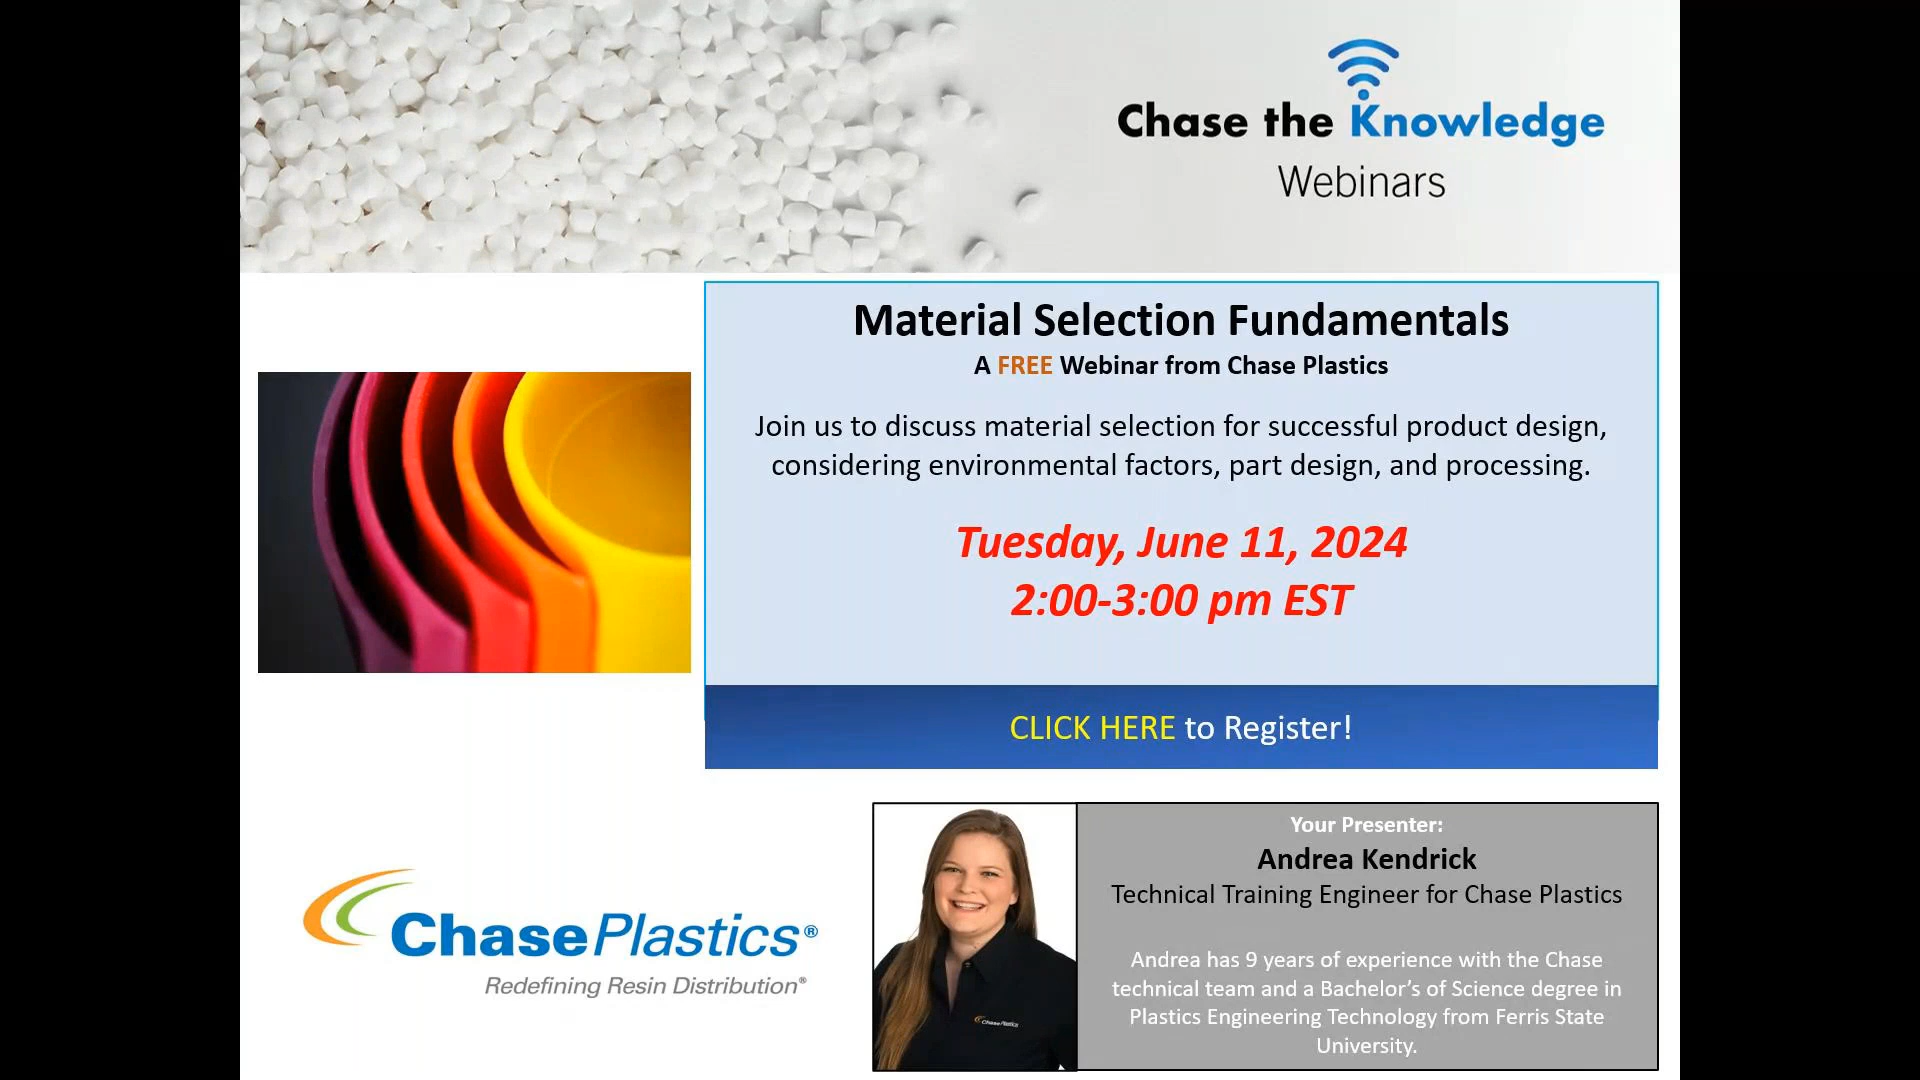 Chase the Knowledge
Webinars
Material Selection Fundamentals
A FREE Webinar from Chase Plastics
Join us to discuss material selection for successful product design,
considering environmental factors, part design, and processing.
Tuesday, June 11, 2024
2:00-3:00 pm EST
CLICK HERE to Register!
Your Presenter:
Andrea Kendrick
Technical Training Engineer for Chase Plastics
Andrea has 9 years of experience with the Chase
technical team and a Bachelor's of Science degree in
Plastics Engineering Technology from Ferris State
University.
ChasePlastics®
Redefining Resin Distribution®
ChasePlastics